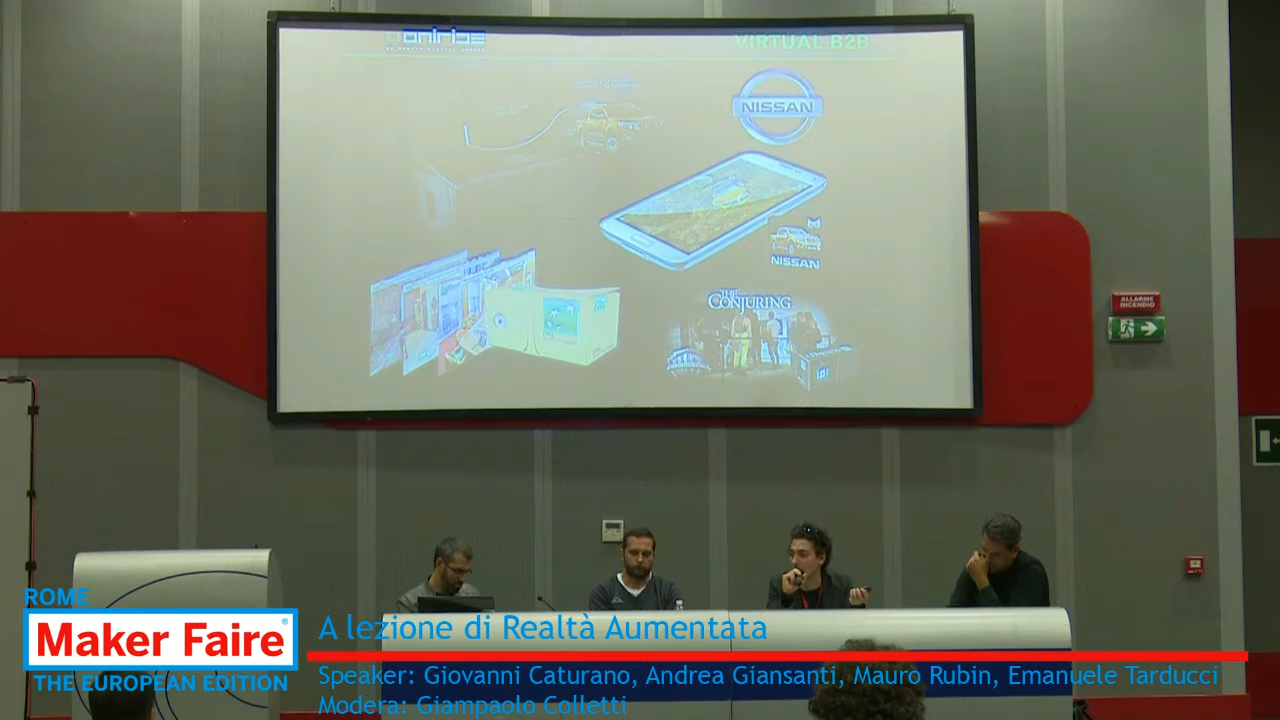 VIRTUAL B2B
NISSAN
NISSAN
THE
CONJURING
ALLARME
INCENDIO
ROME
Maker Faire®
THE EUROPEAN EDITION
A lezione di Realtà Aumentata
Speaker: Giovanni Caturano, Andrea Giansanti, Mauro Rubin, Emanuele Tarducci
Modera: Giampaolo Colletti